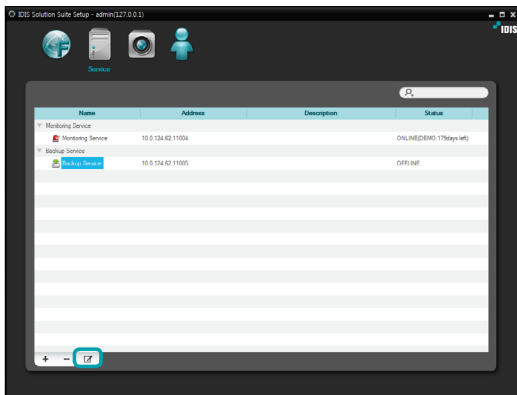 IDIS Solution Suite Setup - admin(127.0.0.1)
IDIS
Service
Name Address Description Status
Monitoring Service
Monitoring Service 10.0.124.62:11004 ONLINE(DEMO:179days left)
Backup Service
Backup Service 10.0.124.62:11005 OFFLINE